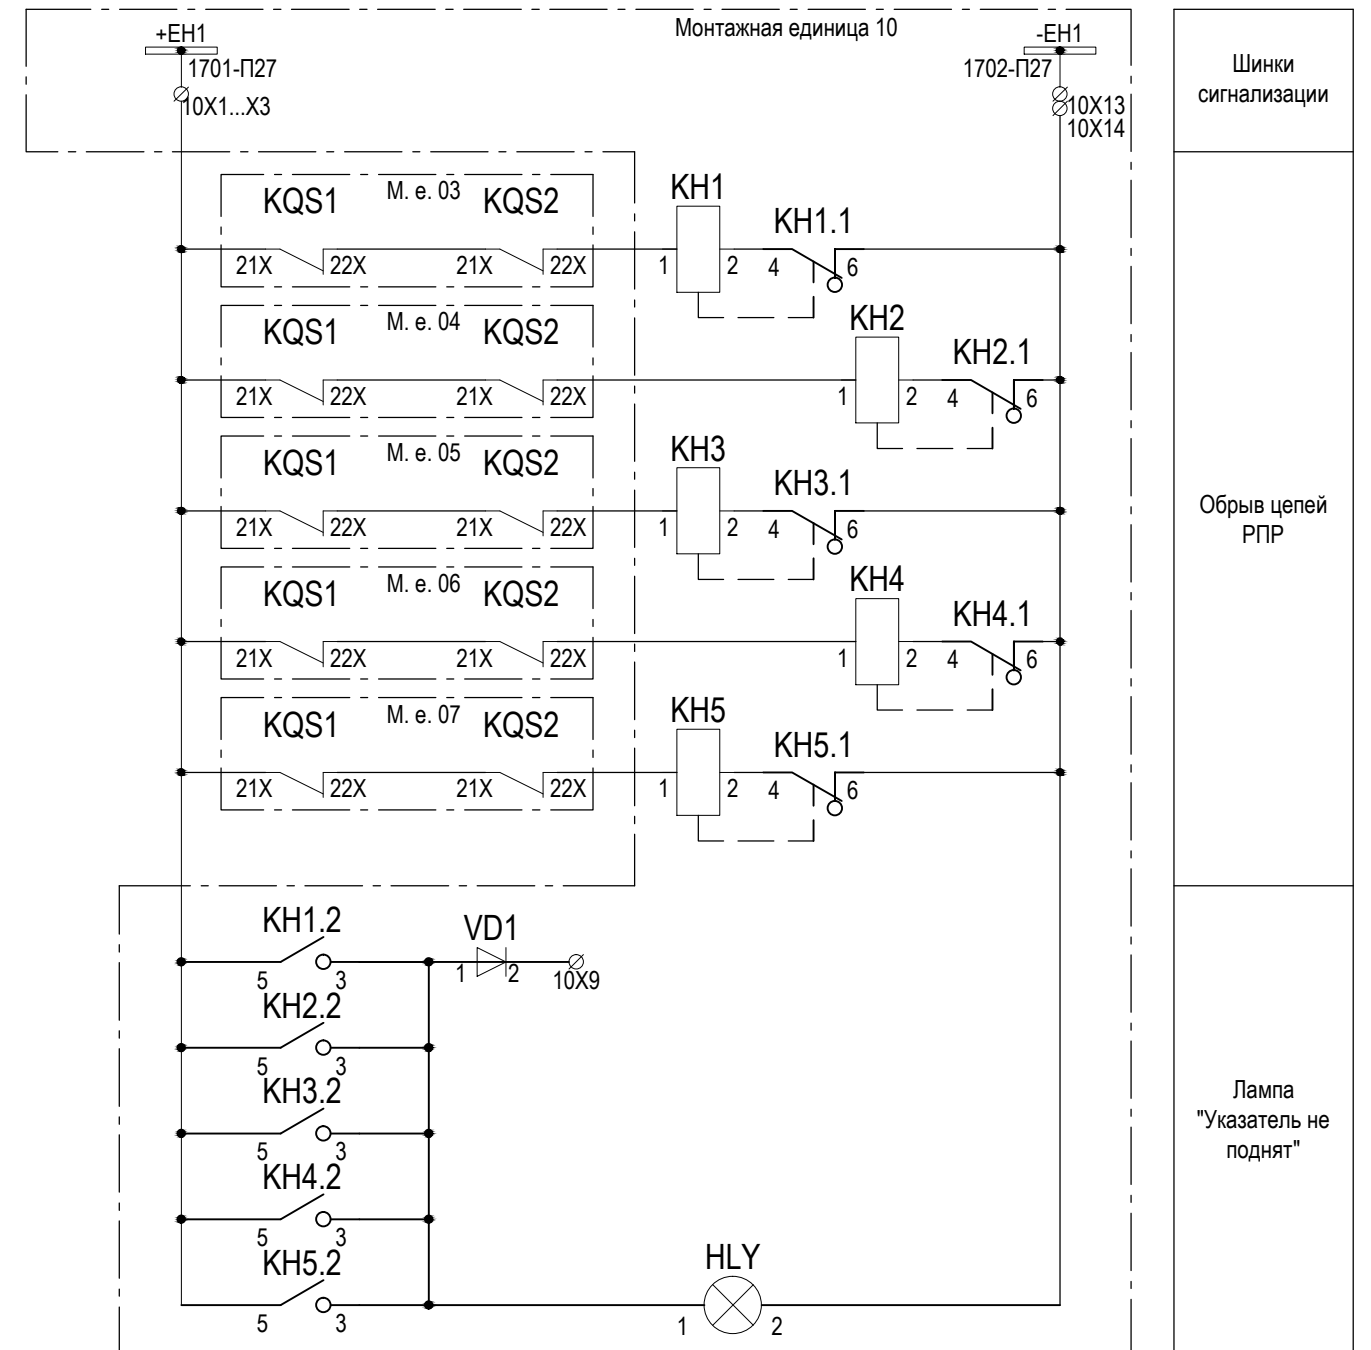 Монтажная единица 10
+EH1
-EH1
1701-П27
1702-П27
10X1...X3
10X13
10X14
Шинки
сигнализации
KQS1 М. е. 03 KQS2
KH1
KH1.1
21X 22X 21X 22X 1 2 4 6
KQS1 М. е. 04 KQS2
KH2
KH2.1
21X 22X 21X 22X 1 2 4 6
KQS1 М. е. 05 KQS2
KH3
KH3.1
21X 22X 21X 22X 1 2 4 6
Обрыв цепей
РПР
KQS1 М. е. 06 KQS2
KH4
KH4.1
21X 22X 21X 22X 1 2 4 6
KQS1 М. е. 07 KQS2
KH5
KH5.1
21X 22X 21X 22X 1 2 4 6
KH1.2
VD1
5 3 1 2 10X9
KH2.2
5 3
KH3.2
5 3
KH4.2
5 3
KH5.2
5 3
HLY
1 2
Лампа
"Указатель не
поднят"